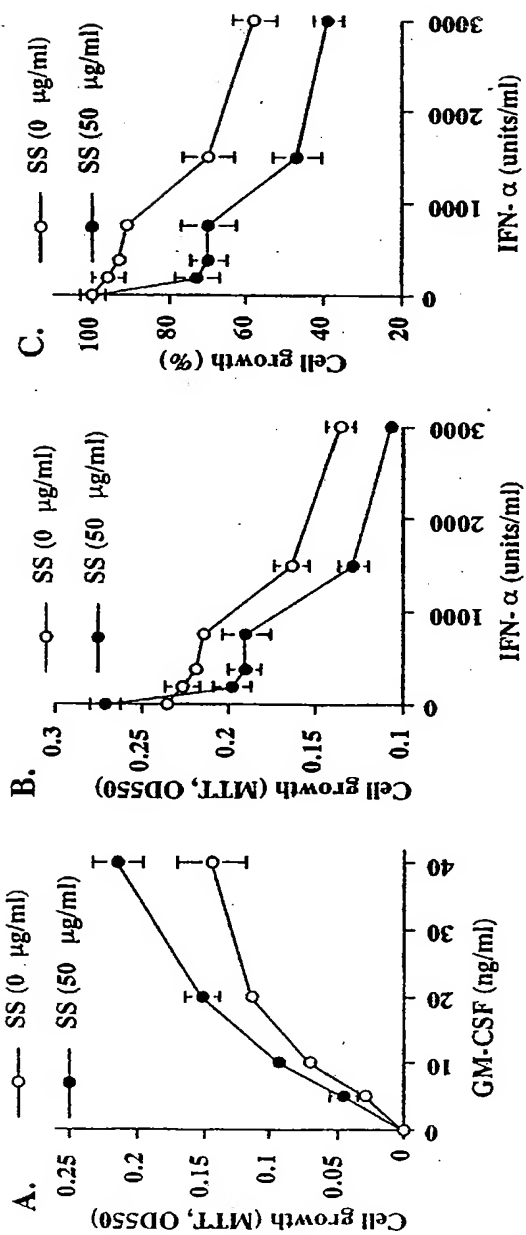 A.
SS (0 µg/ml)
SS (50 µg/ml)
Cell growth (MTT, OD550)
0.25
0.2
0.15
0.1
0.05
0
0
10
20
30
40
GM-CSF (ng/ml)
B.
SS (0 µg/ml)
SS (50 µg/ml)
Cell growth (MTT, OD550)
0.3
0.25
0.2
0.15
0.1
0
1000
2000
3000
IFN- α (units/ml)
C.
SS (0 µg/ml)
SS (50 µg/ml)
Cell growth (%)
100
80
60
40
20
0
1000
2000
3000
IFN- α (units/ml)